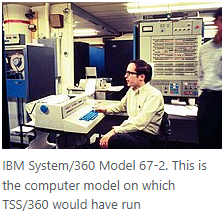 IBM System/360 Model 67-2. This is
the computer model on which
TSS/360 would have run